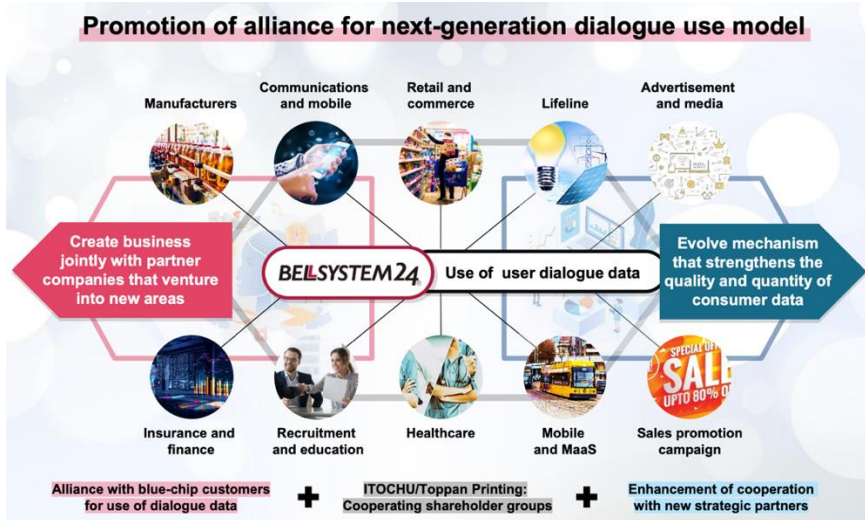 Promotion of alliance for next-generation dialogue use model
Manufacturers
Communications
and mobile
Retail and
commerce
Lifeline
Advertisement
and media
Create business
jointly with partner
companies that venture
into new areas
BELLSYSTEM24
Use of user dialogue data
Evolve mechanism
that strengthens the
quality and quantity of
consumer data
SPECIAL
SALE
UPTO 80% O
Insurance and
finance
Recruitment
and education
Healthcare
Mobile
and MaaS
Sales promotion
campaign
Alliance with blue-chip customers
for use of dialogue data
+
ITOCHU/Toppan Printing:
Cooperating shareholder groups
+
Enhancement of cooperation
with new strategic partners